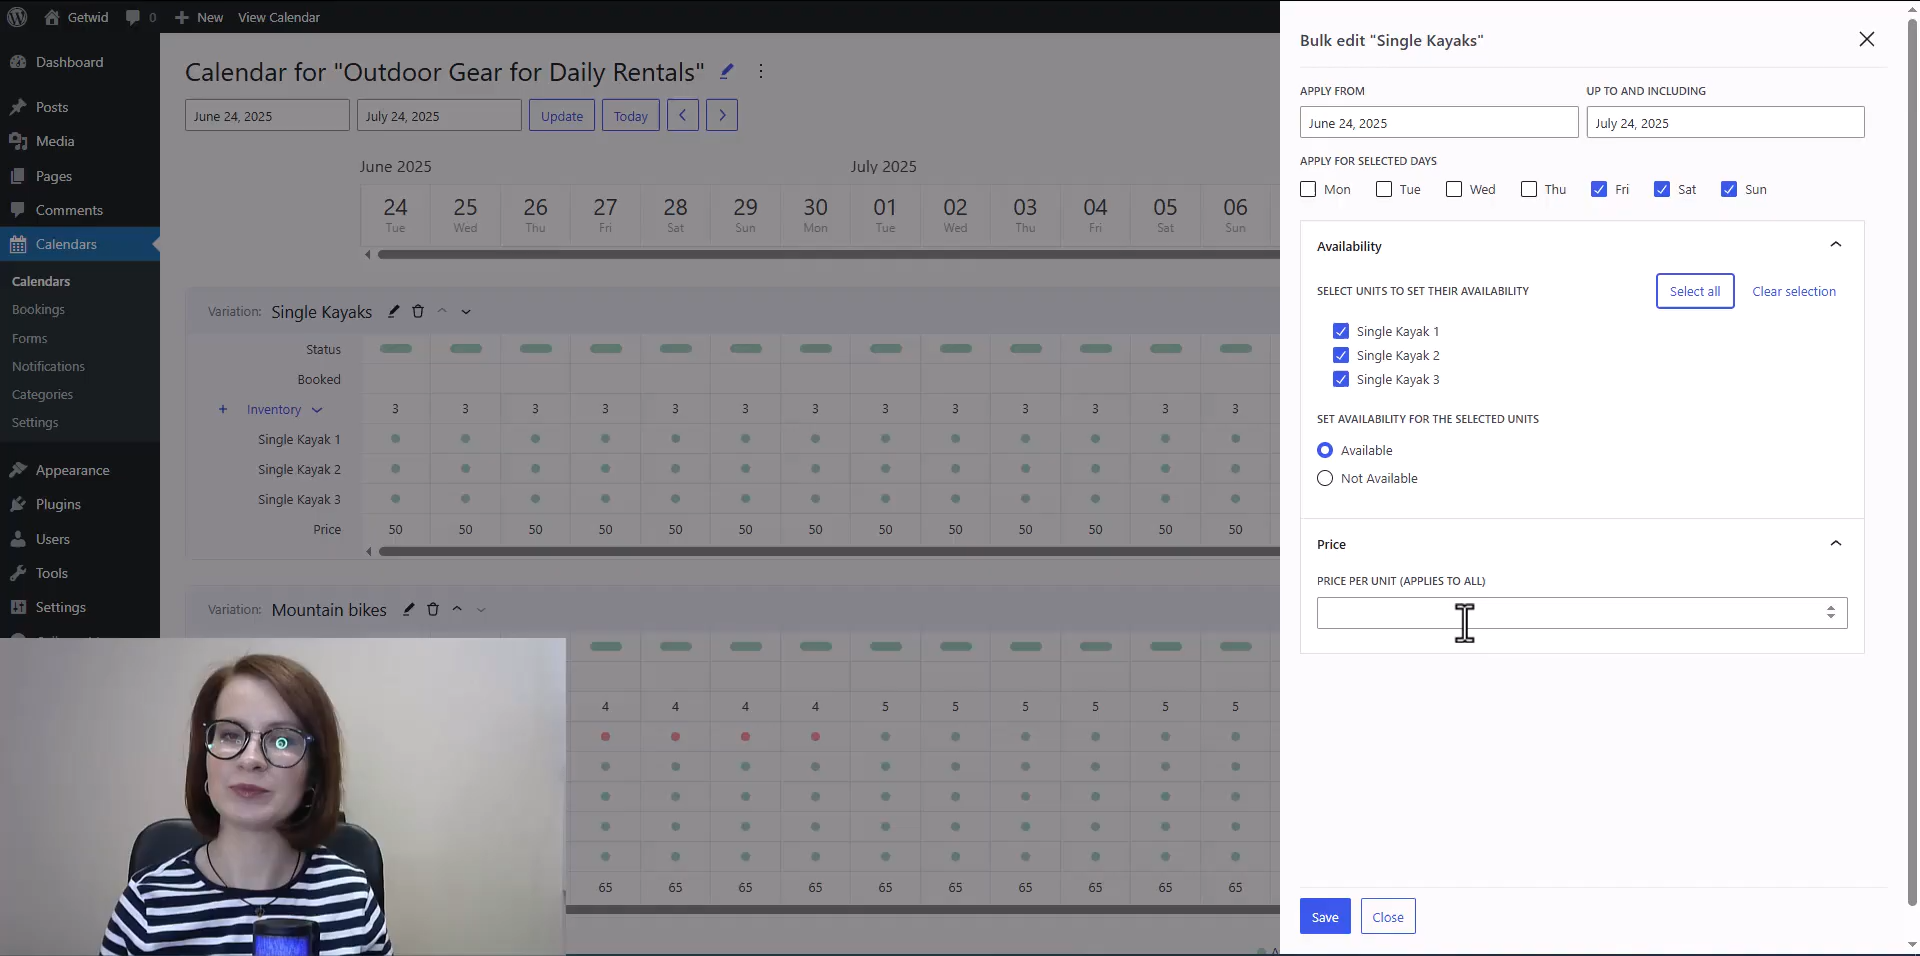 Getwid 0 New View Calendar
Dashboard
Posts
Media
Pages
Comments
Calendars
Calendars
Bookings
Forms
Notifications
Categories
Settings
Appearance
Plugins
Users
Tools
Settings
Calendar for "Outdoor Gear for Daily Rentals"
June 24, 2025 July 24, 2025 Update Today
June 2025 July 2025
24 25 26 27 28 29 30 01 02 03 04 05 06
Tue Wed Thu Fri Sat Sun Mon Tue Wed Thu Fri Sat Sun
Variation: Single Kayaks
Status
Booked
+ Inventory 3 3 3 3 3 3 3 3 3 3 3 3 3
Single Kayak 1
Single Kayak 2
Single Kayak 3
Price 50 50 50 50 50 50 50 50 50 50 50 50 50
Variation: Mountain bikes
4 4 4 4 5 5 5 5 5 5
65 65 65 65 65 65 65 65 65 65
Bulk edit "Single Kayaks"
APPLY FROM UP TO AND INCLUDING
June 24, 2025 July 24, 2025
APPLY FOR SELECTED DAYS
Mon Tue Wed Thu Fri Sat Sun
Availability
SELECT UNITS TO SET THEIR AVAILABILITY Select all Clear selection
Single Kayak 1
Single Kayak 2
Single Kayak 3
SET AVAILABILITY FOR THE SELECTED UNITS
Available
Not Available
Price
PRICE PER UNIT (APPLIES TO ALL)
Save Close